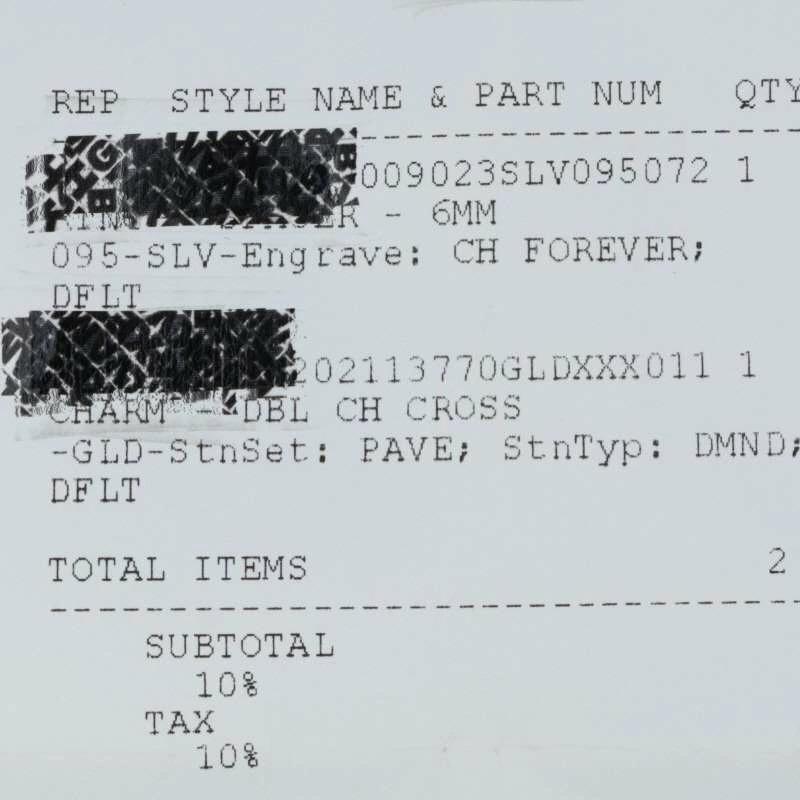 REP STYLE NAME & PART NUM QTY
009023SLV095072 1
- 6MM
095-SLV-Engrave: CH FOREVER;
DFLT
202113770GLDXXX011 1
CHARM - DBL CH CROSS
-GLD-StnSet: PAVE; StnTyp: DMND;
DFLT
TOTAL ITEMS 2
SUBTOTAL
10%
TAX
10%